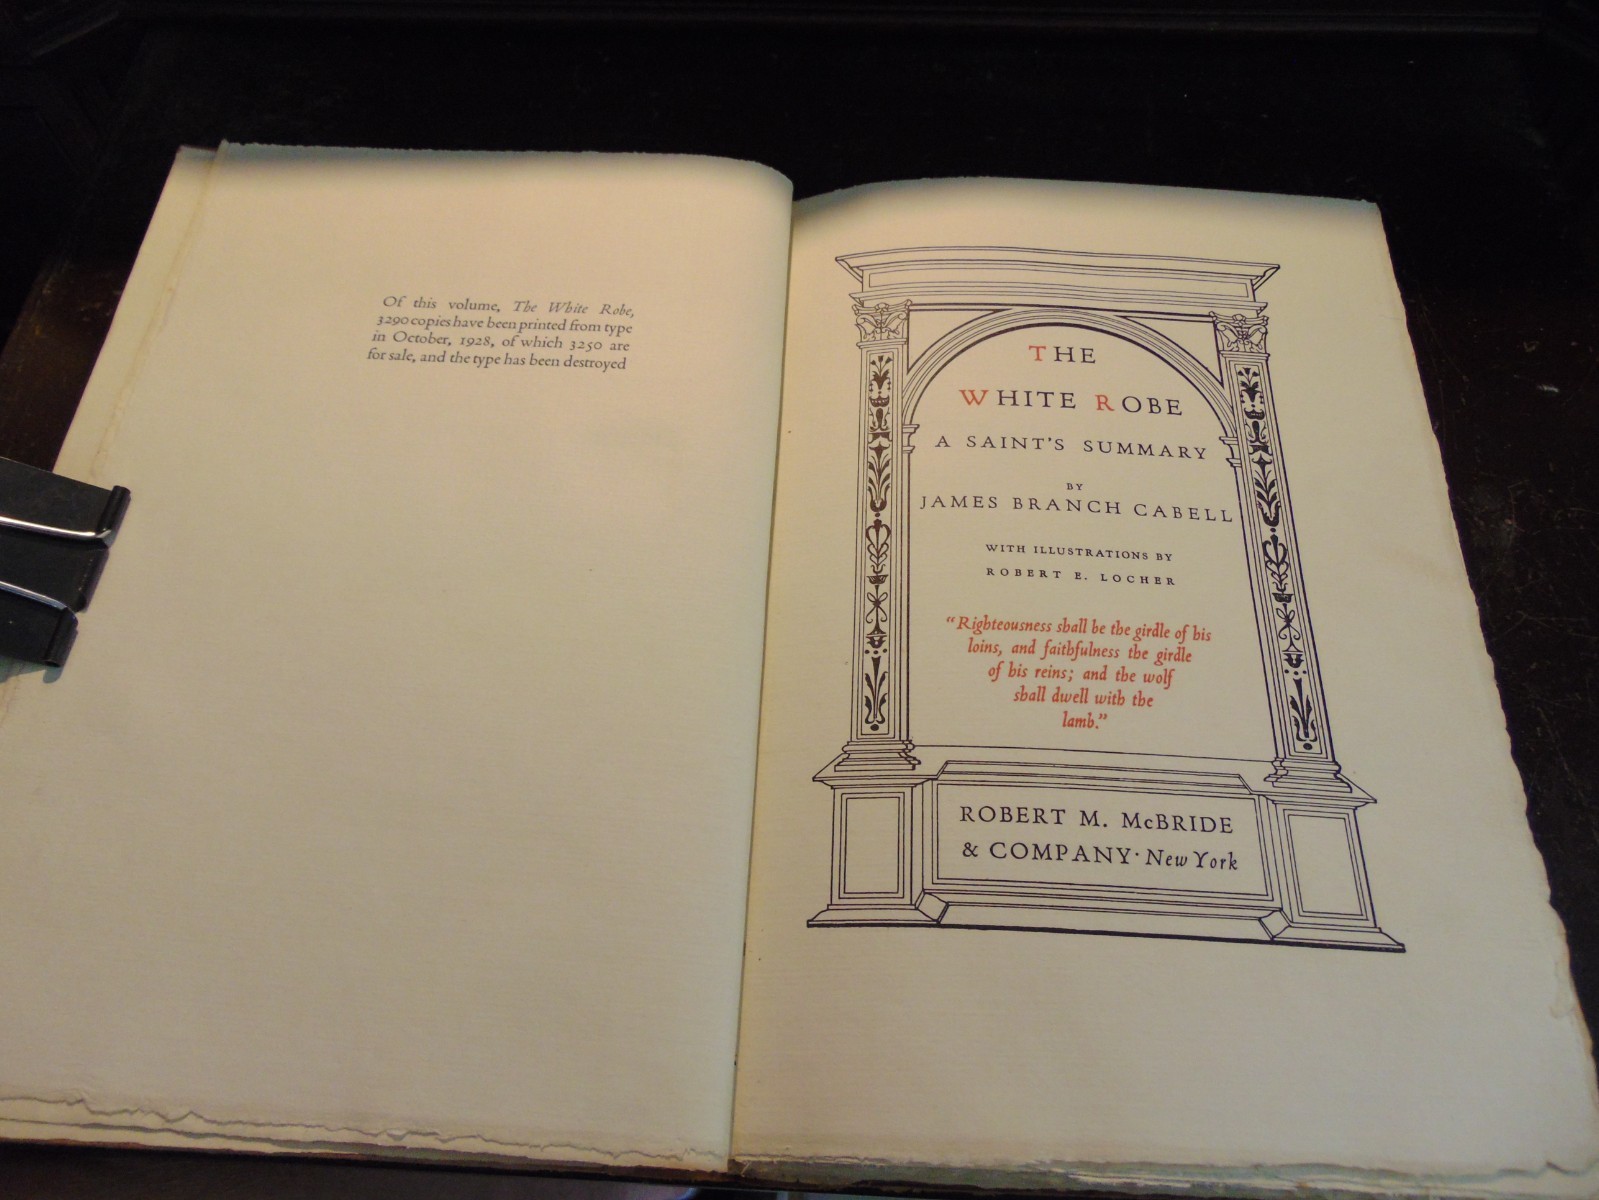 Of this volume, The White Robe,
3290 copies have been printed from type
in October, 1928, of which 3250 are
for sale, and the type has been destroyed
THE
WHITE ROBE
A SAINT'S SUMMARY
BY
JAMES BRANCH CABELL
WITH ILLUSTRATIONS BY
ROBERT E. LOCHER
"Righteousness shall be the girdle of his
loins, and faithfulness the girdle
of his reins; and the wolf
shall dwell with the
lamb."
ROBERT M. McBRIDE
& COMPANY · New York